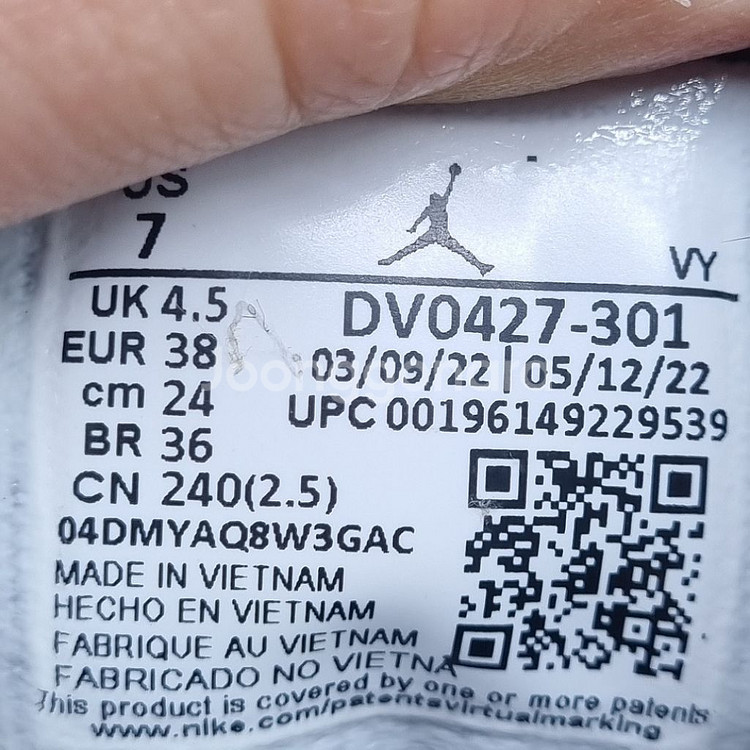 US
7
VY
UK 4.5
DV0427-301
EUR 38
03/09/22 | 05/12/22
cm 24
UPC 00196149229539
BR 36
CN 240(2.5)
04DMYAQ8W3GAC
MADE IN VIETNAM
HECHO EN VIETNAM
FABRIQUE AU VIETNAM
FABRICADO NO VIETNA
This product is covered by one or more patents
www.nike.com/patentsvirtualmarking